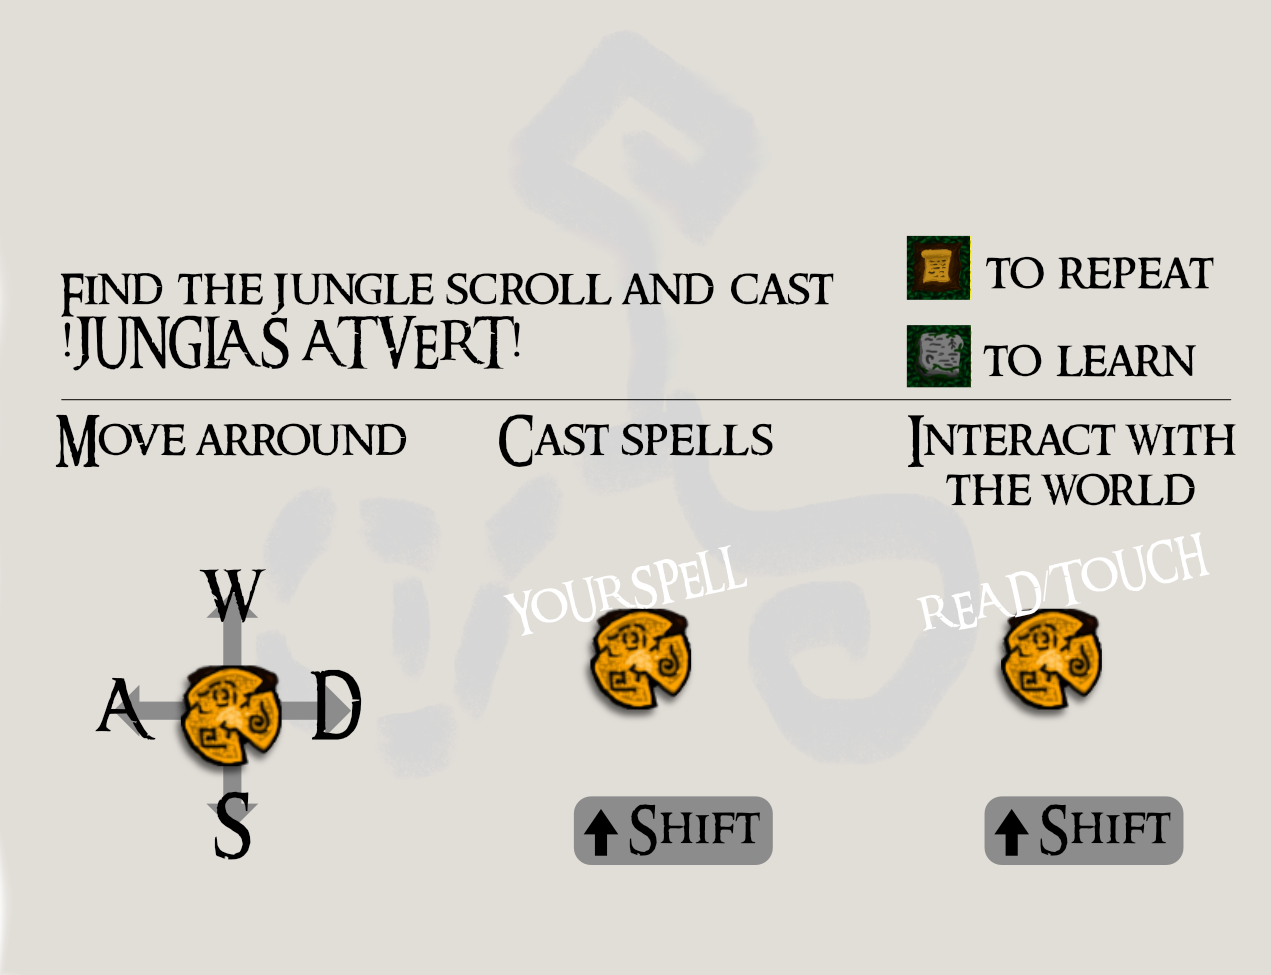 FIND THE JUNGLE SCROLL AND CAST
!JUNGLAS ATVERT!
TO REPEAT
TO LEARN
MOVE ARROUND
CAST SPELLS
INTERACT WITH
THE WORLD
W
A
D
S
YOUR SPELL
READ/TOUCH
SHIFT
SHIFT